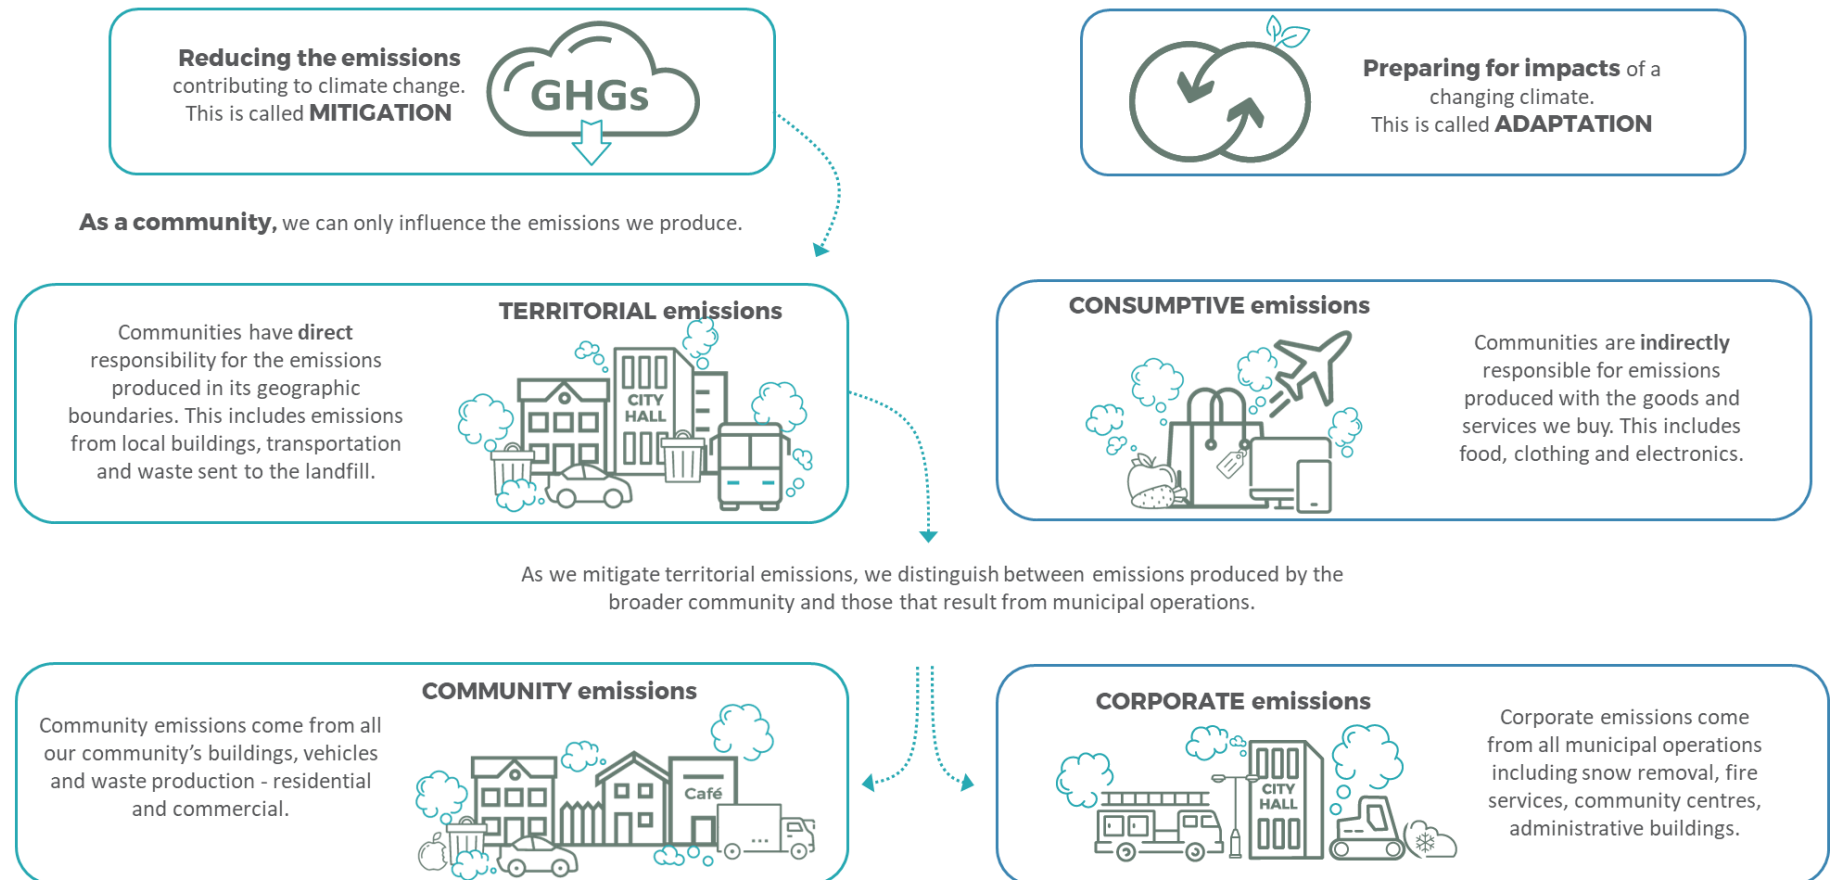 Reducing the emissions
contributing to climate change.
This is called MITIGATION
GHGs
Preparing for impacts of a
changing climate.
This is called ADAPTATION
As a community, we can only influence the emissions we produce.
TERRITORIAL emissions
Communities have direct
responsibility for the emissions
produced in its geographic
boundaries. This includes emissions
from local buildings, transportation
and waste sent to the landfill.
CITY
HALL
CONSUMPTIVE emissions
Communities are indirectly
responsible for emissions
produced with the goods and
services we buy. This includes
food, clothing and electronics.
As we mitigate territorial emissions, we distinguish between emissions produced by the
broader community and those that result from municipal operations.
COMMUNITY emissions
Community emissions come from all
our community’s buildings, vehicles
and waste production - residential
and commercial.
Café
CORPORATE emissions
CITY
HALL
Corporate emissions come
from all municipal operations
including snow removal, fire
services, community centres,
administrative buildings.